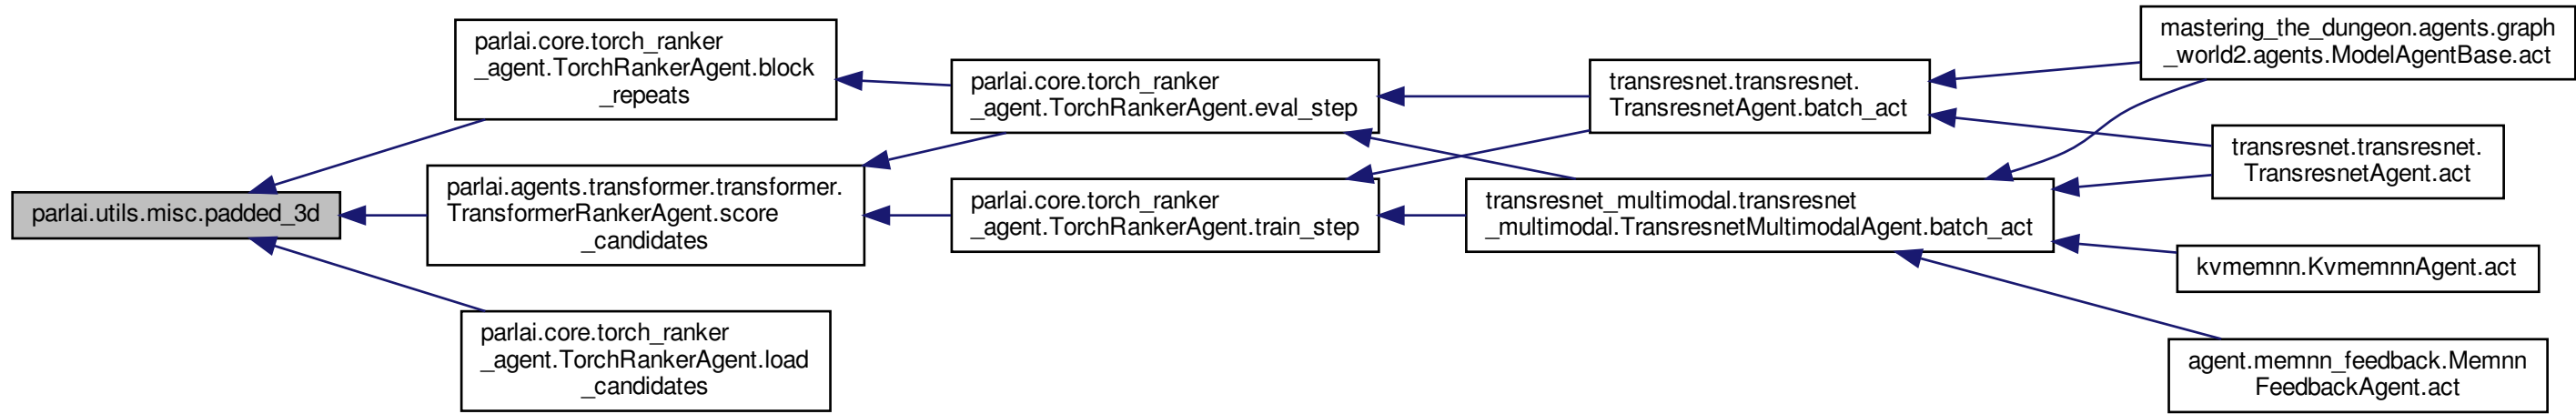 parlai.utils.misc.padded_3d
parlai.core.torch_ranker
_agent.TorchRankerAgent.block
_repeats
parlai.agents.transformer.transformer.
TransformerRankerAgent.score
_candidates
parlai.core.torch_ranker
_agent.TorchRankerAgent.load
_candidates
parlai.core.torch_ranker
_agent.TorchRankerAgent.eval_step
parlai.core.torch_ranker
_agent.TorchRankerAgent.train_step
transresnet.transresnet.
TransresnetAgent.batch_act
transresnet_multimodal.transresnet
_multimodal.TransresnetMultimodalAgent.batch_act
mastering_the_dungeon.agents.graph
_world2.agents.ModelAgentBase.act
transresnet.transresnet.
TransresnetAgent.act
kvmemnn.KvmemnnAgent.act
agent.memnn_feedback.Memnn
FeedbackAgent.act